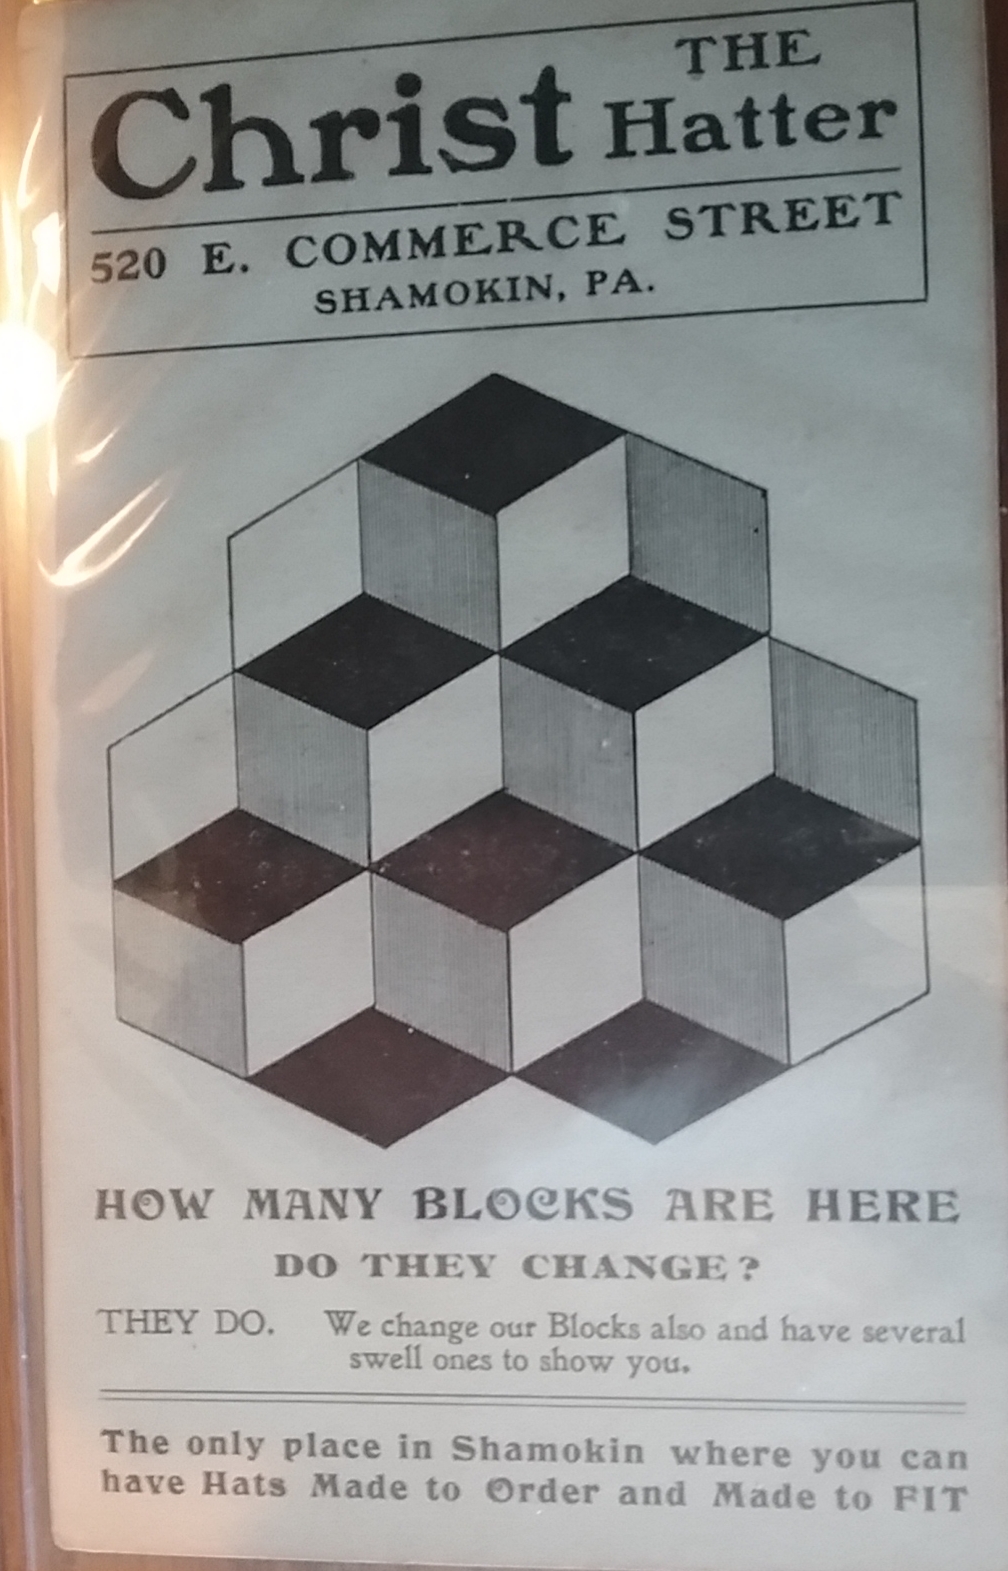 THE
Christ Hatter
520 E. COMMERCE STREET
SHAMOKIN, PA.
HOW MANY BLOCKS ARE HERE
DO THEY CHANGE?
THEY DO. We change our Blocks also and have several
swell ones to show you.
The only place in Shamokin where you can
have Hats Made to Order and Made to FIT